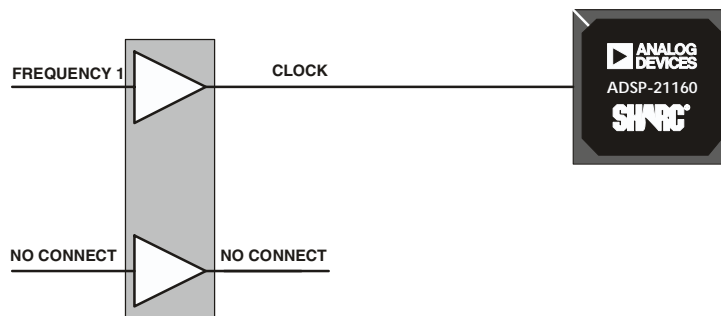 FREQUENCY 1
CLOCK
ANALOG
DEVICES
ADSP-21160
SHARC
NO CONNECT
NO CONNECT